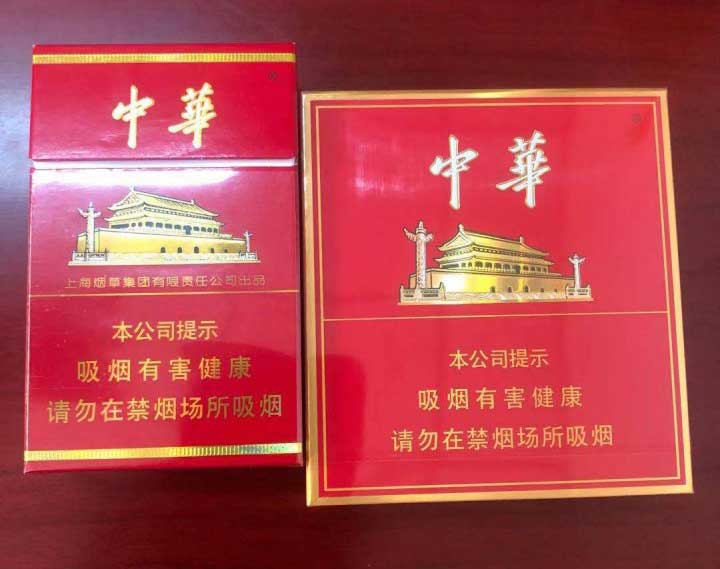 中華
上海烟草集团有限责任公司出品
本公司提示
吸烟有害健康
请勿在禁烟场所吸烟
中華
本公司提示
吸烟有害健康
请勿在禁烟场所吸烟